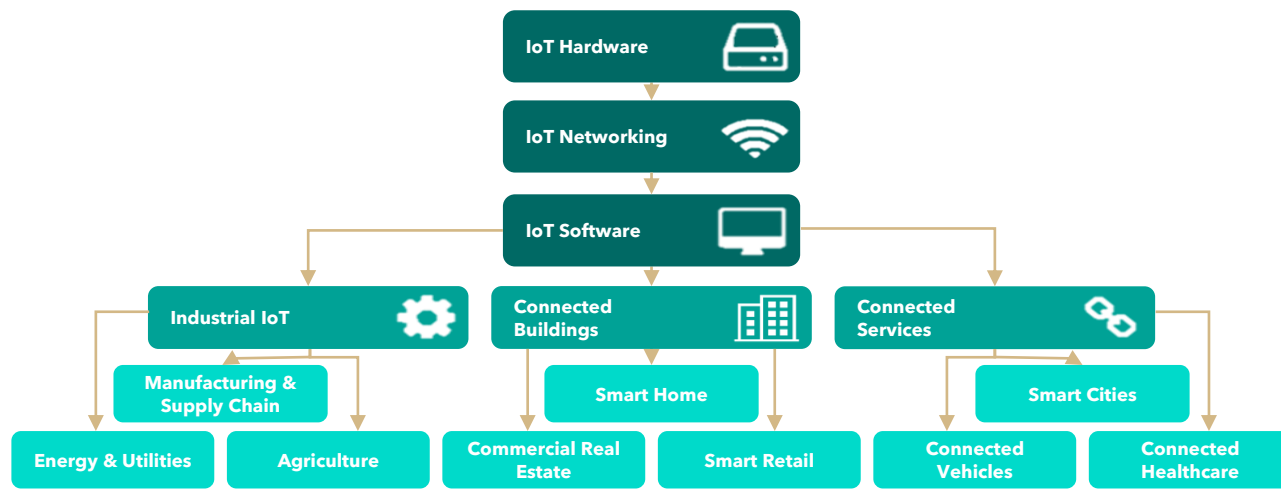 IoT Hardware
IoT Networking
IoT Software
Industrial IoT
Connected
Buildings
Connected
Services
Manufacturing &
Supply Chain
Smart Home
Smart Cities
Energy & Utilities
Agriculture
Commercial Real
Estate
Smart Retail
Connected
Vehicles
Connected
Healthcare